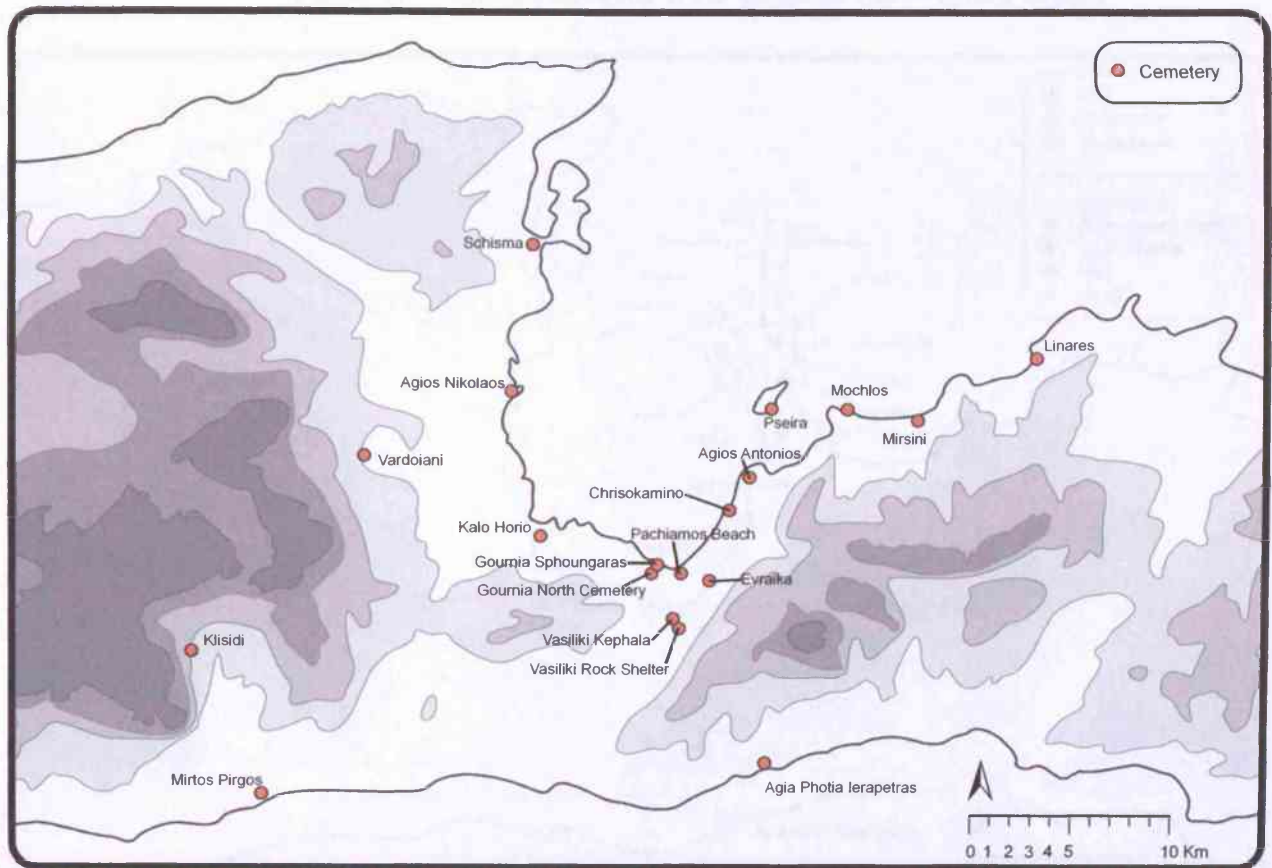 Cemetery
Schisma
Linares
Agios Nikolaos
Mochlos
Pseira
Mirsini
Vardoiani
Agios Antonios
Chrisokamino
Kalo Horio
Pachiamos Beach
Gournia Sphoungaras
Evraika
Gournia North Cemetery
Vasiliki Kephala
Klisidi
Vasiliki Rock Shelter
Mirtos Pirgos
Agia Photia Ierapetras
0 1 2 3 4 5 10 Km